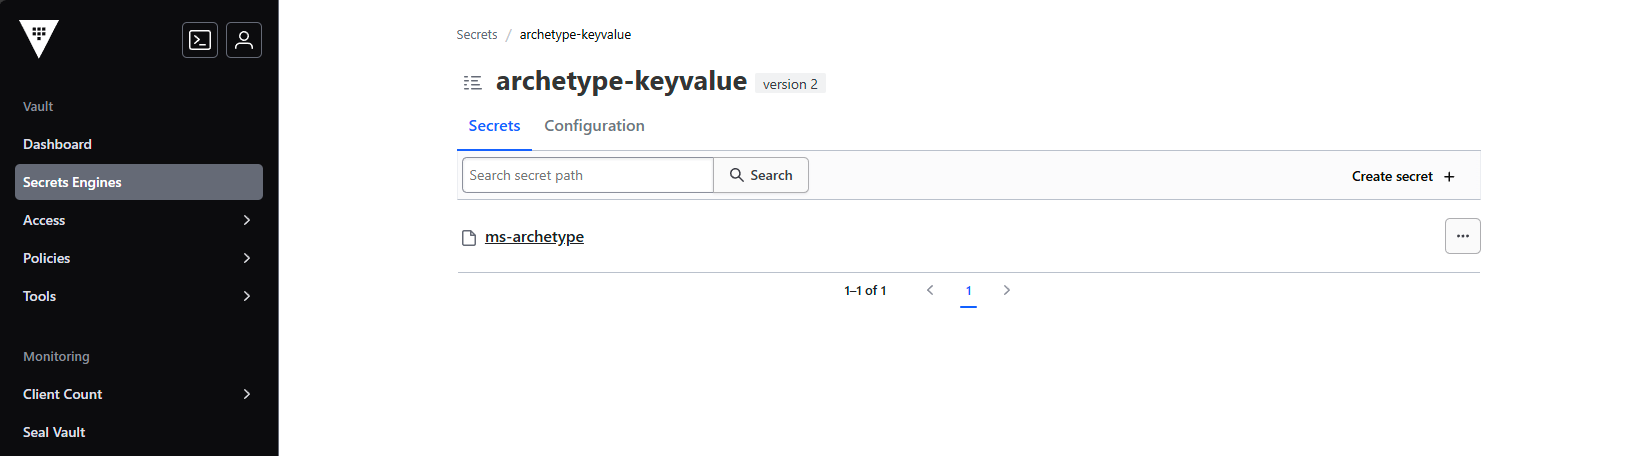 Vault
Dashboard
Secrets Engines
Access
Policies
Tools
Monitoring
Client Count
Seal Vault
Secrets / archetype-keyvalue
archetype-keyvalue version 2
Secrets Configuration
Search secret path Search Create secret +
ms-archetype
1–1 of 1 1